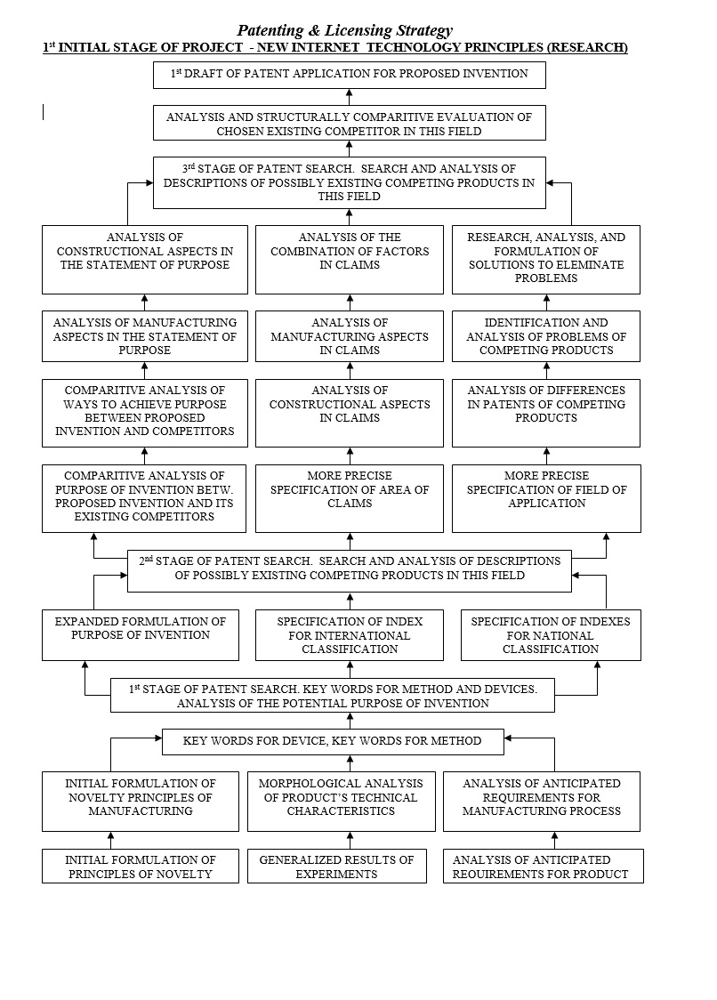 Patenting & Licensing Strategy
1st INITIAL STAGE OF PROJECT - NEW INTERNET TECHNOLOGY PRINCIPLES (RESEARCH)
1st DRAFT OF PATENT APPLICATION FOR PROPOSED INVENTION
ANALYSIS AND STRUCTURALLY COMPARITIVE EVALUATION OF
CHOSEN EXISTING COMPETITOR IN THIS FIELD
3rd STAGE OF PATENT SEARCH. SEARCH AND ANALYSIS OF
DESCRIPTIONS OF POSSIBLY EXISTING COMPETING PRODUCTS IN
THIS FIELD
ANALYSIS OF
CONSTRUCTIONAL ASPECTS IN
THE STATEMENT OF PURPOSE
ANALYSIS OF THE
COMBINATION OF FACTORS
IN CLAIMS
RESEARCH, ANALYSIS, AND
FORMULATION OF
SOLUTIONS TO ELEMINATE
PROBLEMS
ANALYSIS OF MANUFACTURING
ASPECTS IN THE STATEMENT OF
PURPOSE
ANALYSIS OF
MANUFACTURING ASPECTS
IN CLAIMS
IDENTIFICATION AND
ANALYSIS OF PROBLEMS OF
COMPETING PRODUCTS
COMPARITIVE ANALYSIS OF
WAYS TO ACHIEVE PURPOSE
BETWEEN PROPOSED
INVENTION AND COMPETITORS
ANALYSIS OF
CONSTRUCTIONAL ASPECTS
IN CLAIMS
ANALYSIS OF DIFFERENCES
IN PATENTS OF COMPETING
PRODUCTS
COMPARITIVE ANALYSIS OF
PURPOSE OF INVENTION BETW.
PROPOSED INVENTION AND ITS
EXISTING COMPETITORS
MORE PRECISE
SPECIFICATION OF AREA OF
CLAIMS
MORE PRECISE
SPECIFICATION OF FIELD OF
APPLICATION
2nd STAGE OF PATENT SEARCH. SEARCH AND ANALYSIS OF DESCRIPTIONS
OF POSSIBLY EXISTING COMPETING PRODUCTS IN THIS FIELD
EXPANDED FORMULATION OF
PURPOSE OF INVENTION
SPECIFICATION OF INDEX
FOR INTERNATIONAL
CLASSIFICATION
SPECIFICATION OF INDEXES
FOR NATIONAL
CLASSIFICATION
1st STAGE OF PATENT SEARCH. KEY WORDS FOR METHOD AND DEVICES.
ANALYSIS OF THE POTENTIAL PURPOSE OF INVENTION
KEY WORDS FOR DEVICE, KEY WORDS FOR METHOD
INITIAL FORMULATION OF
NOVELTY PRINCIPLES OF
MANUFACTURING
MORPHOLOGICAL ANALYSIS
OF PRODUCT'S TECHNICAL
CHARACTERISTICS
ANALYSIS OF ANTICIPATED
REQUIREMENTS FOR
MANUFACTURING PROCESS
INITIAL FORMULATION OF
PRINCIPLES OF NOVELTY
GENERALIZED RESULTS OF
EXPERIMENTS
ANALYSIS OF ANTICIPATED
REQUIREMENTS FOR PRODUCT